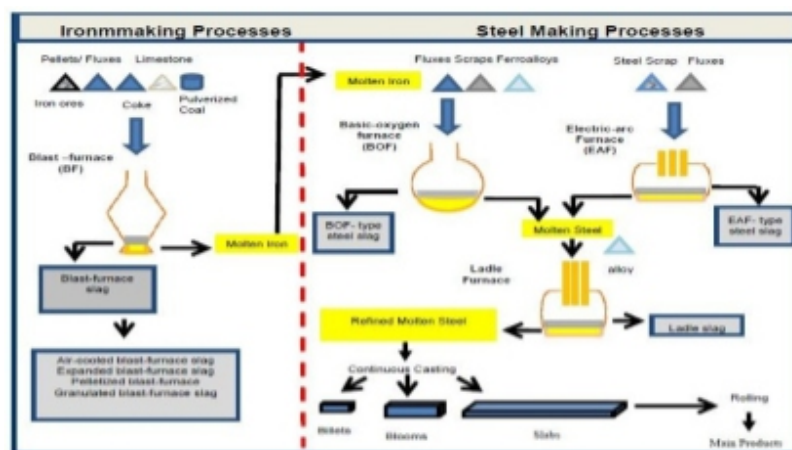 Ironmmaking Processes
Steel Making Processes
Pellets/ Fluxes Limestone
Iron ores
Coke
Pulverized
Coal
Blast –furnace
(BF)
Molten Iron
Blast-furnace
slag
Air-cooled blast-furnace slag
Expanded blast-furnace slag
Pelletized blast-furnace
Granulated blast-furnace slag
Molten Iron
Fluxes Scraps Ferroalloys
Steel Scrap Fluxes
Basic-oxygen
furnace
(BOF)
Electric-arc
Furnace
(EAF)
BOF- type
steel slag
Molten Steel
EAF- type
steel slag
Ladle
Furnace
alloy
Refined Molten Steel
Ladle slag
Continuous Casting
Billets
Blooms
Slabs
Rolling
Main Products